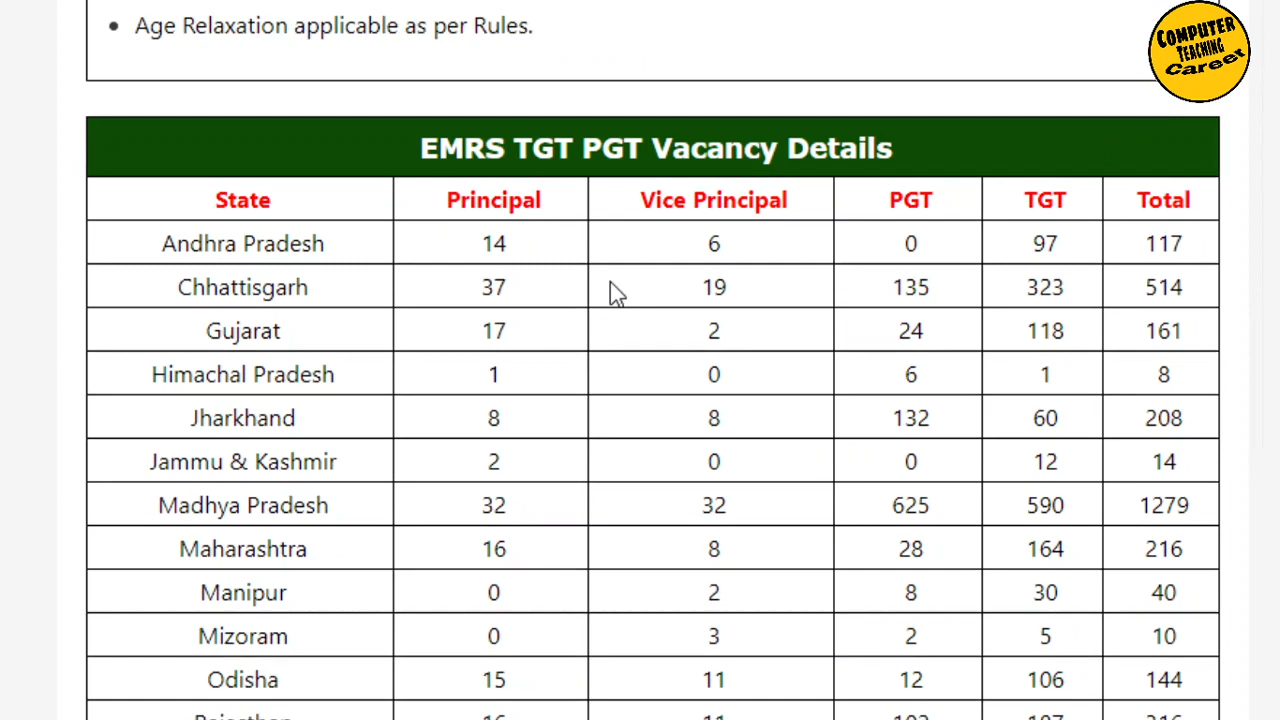 • Age Relaxation applicable as per Rules.
COMPUTER
TEACHING
Career
EMRS TGT PGT Vacancy Details
State Principal Vice Principal PGT TGT Total
Andhra Pradesh 14 6 0 97 117
Chhattisgarh 37 19 135 323 514
Gujarat 17 2 24 118 161
Himachal Pradesh 1 0 6 1 8
Jharkhand 8 8 132 60 208
Jammu & Kashmir 2 0 0 12 14
Madhya Pradesh 32 32 625 590 1279
Maharashtra 16 8 28 164 216
Manipur 0 2 8 30 40
Mizoram 0 3 2 5 10
Odisha 15 11 12 106 144